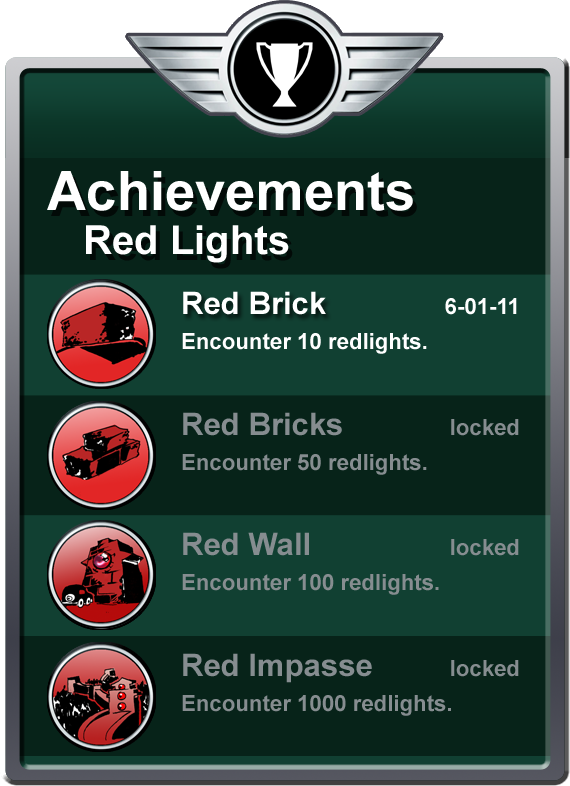 Achievements
Red Lights
Red Brick 6-01-11
Encounter 10 redlights.
Red Bricks locked
Encounter 50 redlights.
Red Wall locked
Encounter 100 redlights.
Red Impasse locked
Encounter 1000 redlights.